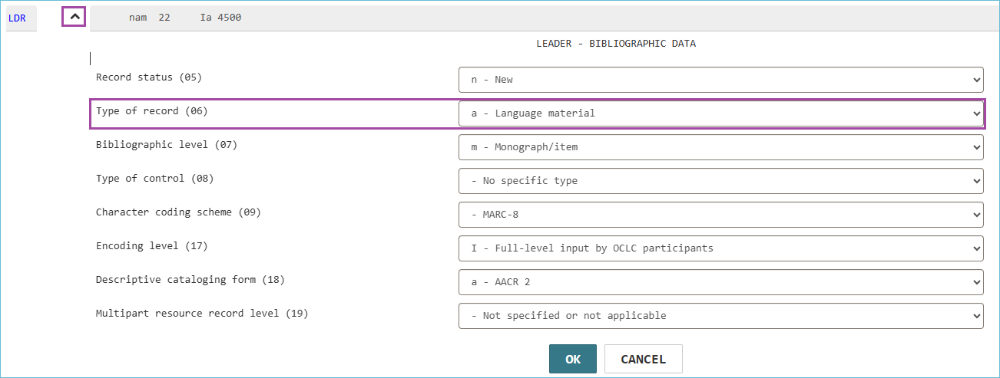 LDR nam 22 Ia 4500
LEADER - BIBLIOGRAPHIC DATA
Record status (05) n - New
Type of record (06) a - Language material
Bibliographic level (07) m - Monograph/item
Type of control (08) - No specific type
Character coding scheme (09) - MARC-8
Encoding level (17) I - Full-level input by OCLC participants
Descriptive cataloging form (18) a - AACR 2
Multipart resource record level (19) - Not specified or not applicable
OK CANCEL